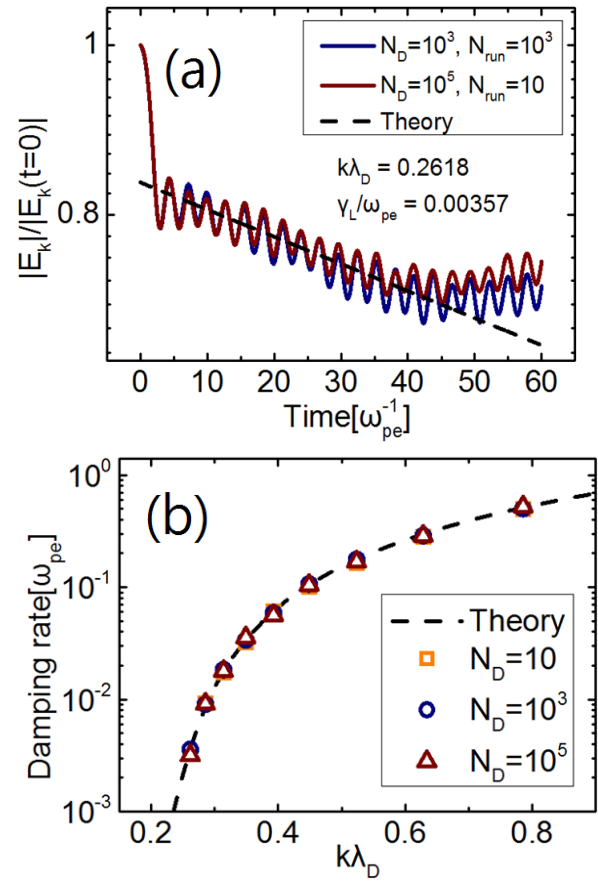 (a)
N_D=10^3, N_run=10^3
N_D=10^5, N_run=10
Theory
kλ_D = 0.2618
γ_L/ω_pe = 0.00357
|E_k|/|E_k(t=0)|
1
0.8
0 10 20 30 40 50 60
Time[ω_pe^-1]
(b)
Damping rate[ω_pe]
10^0
10^-1
10^-2
10^-3
Theory
N_D=10
N_D=10^3
N_D=10^5
0.2 0.4 0.6 0.8
kλ_D